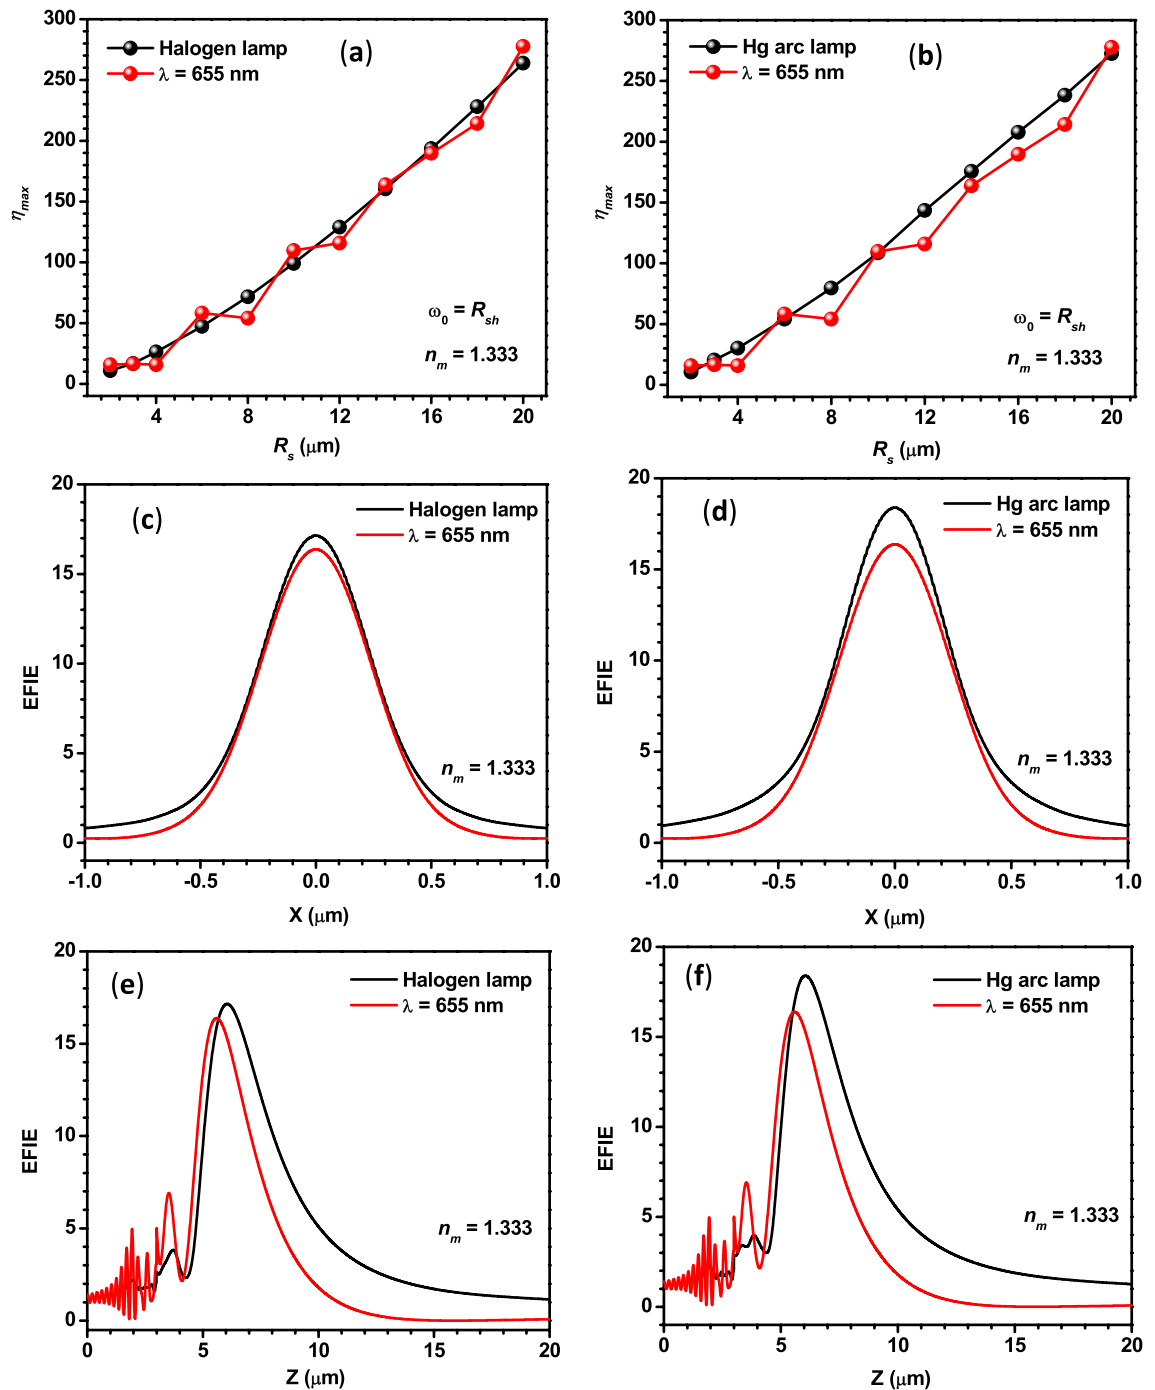 300
250
200
150
100
50
0
η_max
Halogen lamp
λ = 655 nm
(a)
ω_0 = R_sh
n_m = 1.333
4 8 12 16 20
R_s (μm)
300
250
200
150
100
50
0
η_max
Hg arc lamp
λ = 655 nm
(b)
ω_0 = R_sh
n_m = 1.333
4 8 12 16 20
R_s (μm)
20
15
10
5
0
EFIE
(c)
Halogen lamp
λ = 655 nm
n_m = 1.333
-1.0 -0.5 0.0 0.5 1.0
X (μm)
20
15
10
5
0
EFIE
(d)
Hg arc lamp
λ = 655 nm
n_m = 1.333
-1.0 -0.5 0.0 0.5 1.0
X (μm)
20
15
10
5
0
EFIE
(e)
Halogen lamp
λ = 655 nm
n_m = 1.333
0 5 10 15 20
Z (μm)
20
15
10
5
0
EFIE
(f)
Hg arc lamp
λ = 655 nm
n_m = 1.333
0 5 10 15 20
Z (μm)